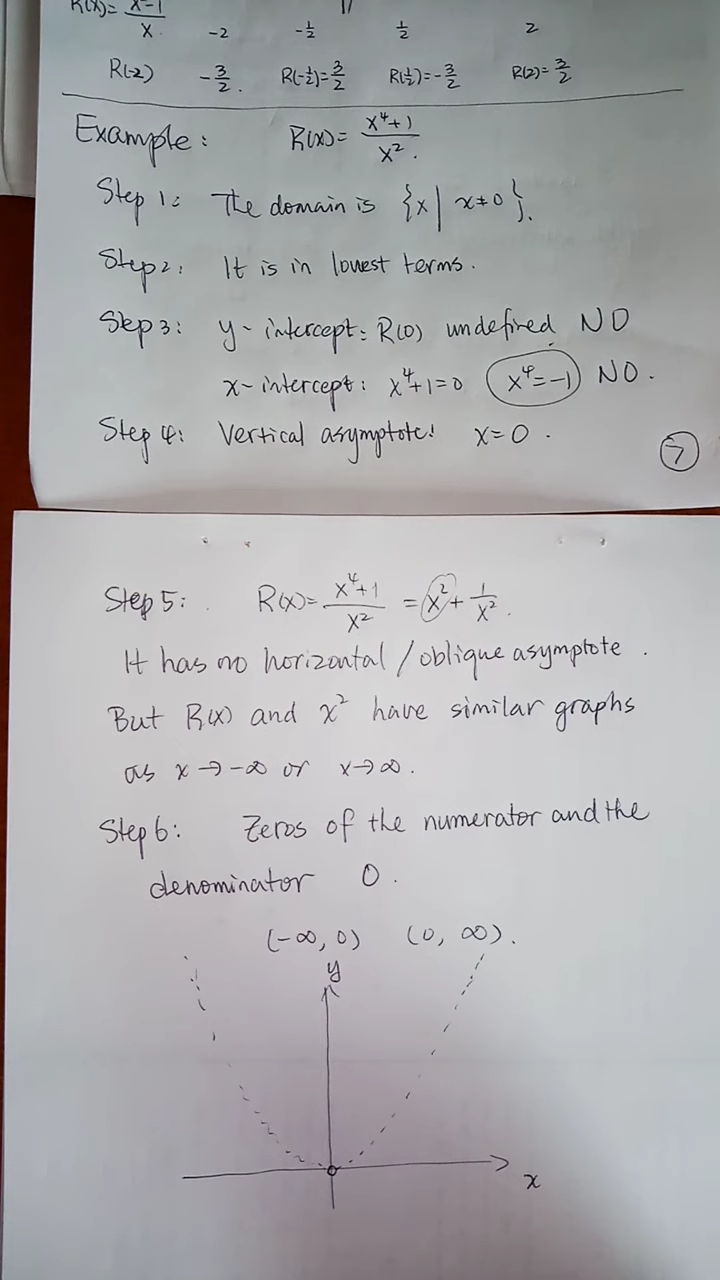 R(x) = x-1/x
-2 -1/2 1/2 2
R(-2) -3/2. R(-1/2)=3/2 R(1/2)=-3/2 R(2)=3/2
Example: R(x) = x⁴+1/x².
Step 1: The domain is {x | x≠0}.
Step 2: It is in lowest terms.
Step 3: y-intercept: R(0) undefined NO
x-intercept: x⁴+1=0 x⁴=-1 NO.
Step 4: Vertical asymptote: x=0.
7
Step 5: R(x) = x⁴+1/x² = x² + 1/x².
It has no horizontal/oblique asymptote.
But R(x) and x² have similar graphs
as x→-∞ or x→∞.
Step 6: Zeros of the numerator and the
denominator 0.
(-∞, 0) (0, ∞).
y
x